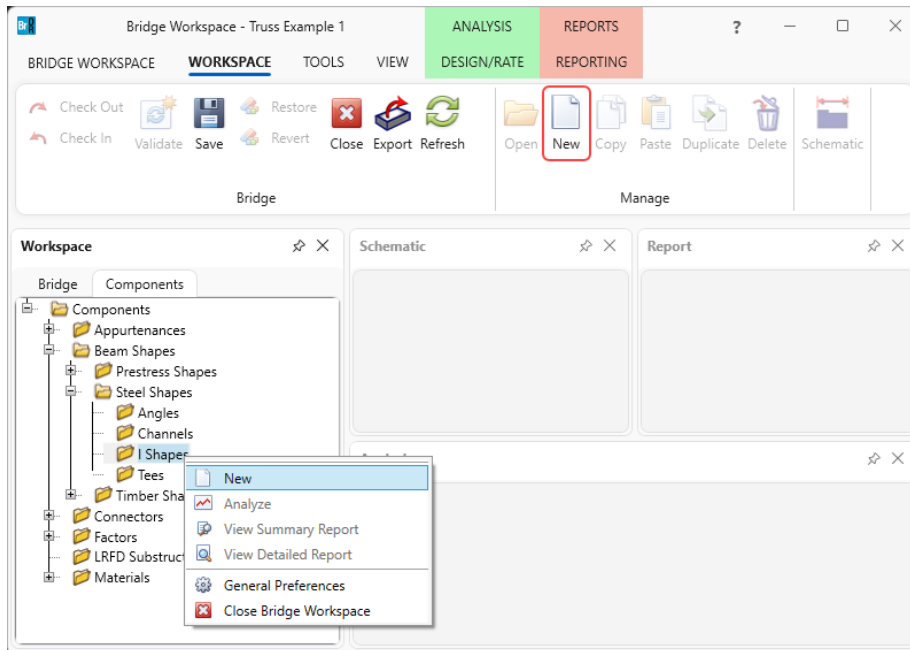 Br
Bridge Workspace - Truss Example 1
ANALYSIS
REPORTS
?
BRIDGE WORKSPACE
WORKSPACE
TOOLS
VIEW
DESIGN/RATE
REPORTING
Check Out
Check In
Validate
Save
Restore
Revert
Close
Export
Refresh
Open
New
Copy
Paste
Duplicate
Delete
Schematic
Bridge
Manage
Workspace
Schematic
Report
Bridge
Components
Components
Appurtenances
Beam Shapes
Prestress Shapes
Steel Shapes
Angles
Channels
I Shapes
Tees
Timber Sha
Connectors
Factors
LRFD Substruct
Materials
New
Analyze
View Summary Report
View Detailed Report
General Preferences
Close Bridge Workspace